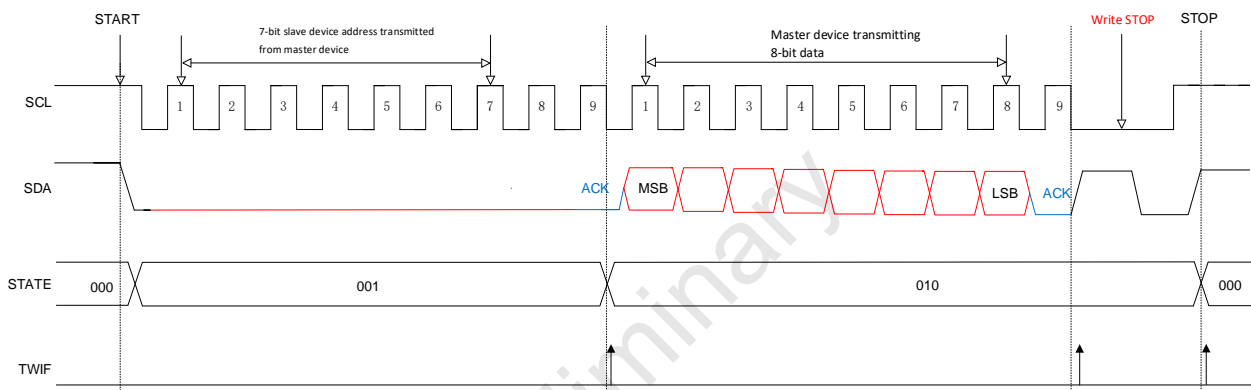 START
7-bit slave device address transmitted
from master device
Master device transmitting
8-bit data
Write STOP
STOP
SCL
1 2 3 4 5 6 7 8 9 1 2 3 4 5 6 7 8 9
SDA
ACK MSB LSB ACK
STATE
000 001 010 000
TWIF
liminary